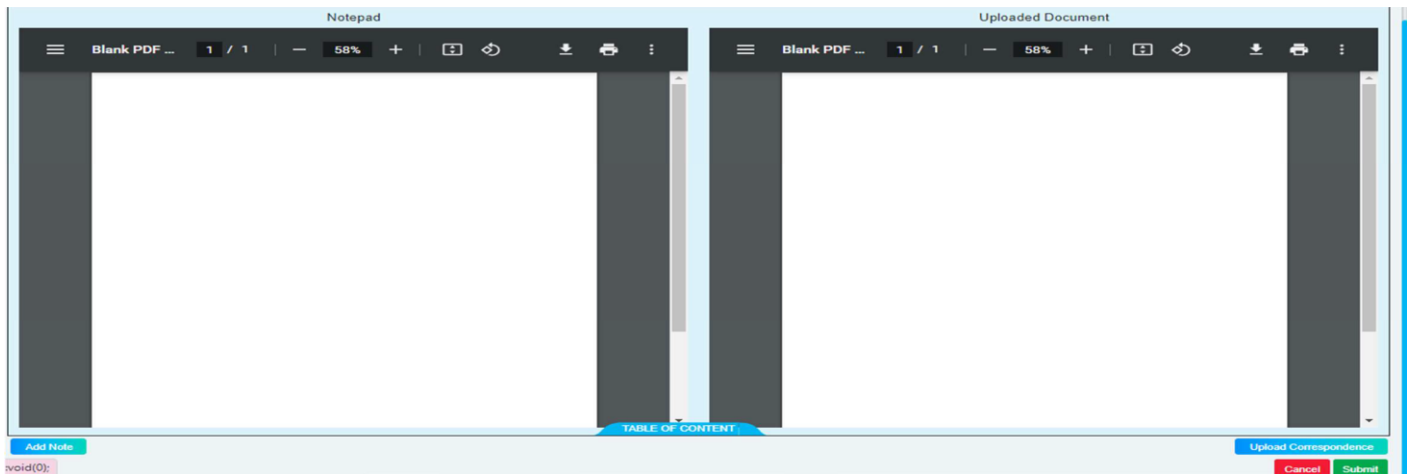 Notepad
Uploaded Document
Blank PDF ... 1 / 1 | — 58% + |
Blank PDF ... 1 / 1 | — 58% + |
TABLE OF CONTENT
Add Note
Upload Correspondence
:void(0);
Cancel Submit